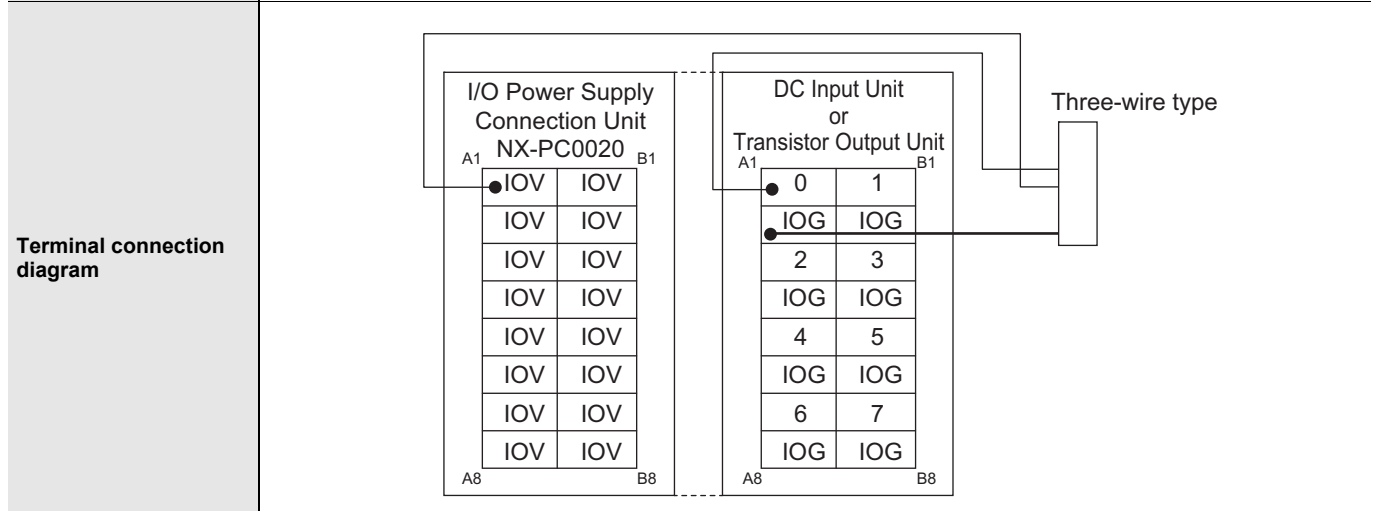 Terminal connection
diagram
I/O Power Supply
Connection Unit
NX-PC0020
A1
B1
IOV IOV
IOV IOV
IOV IOV
IOV IOV
IOV IOV
IOV IOV
IOV IOV
IOV IOV
A8
B8
DC Input Unit
or
Transistor Output Unit
A1
B1
0 1
IOG IOG
2 3
IOG IOG
4 5
IOG IOG
6 7
IOG IOG
A8
B8
Three-wire type